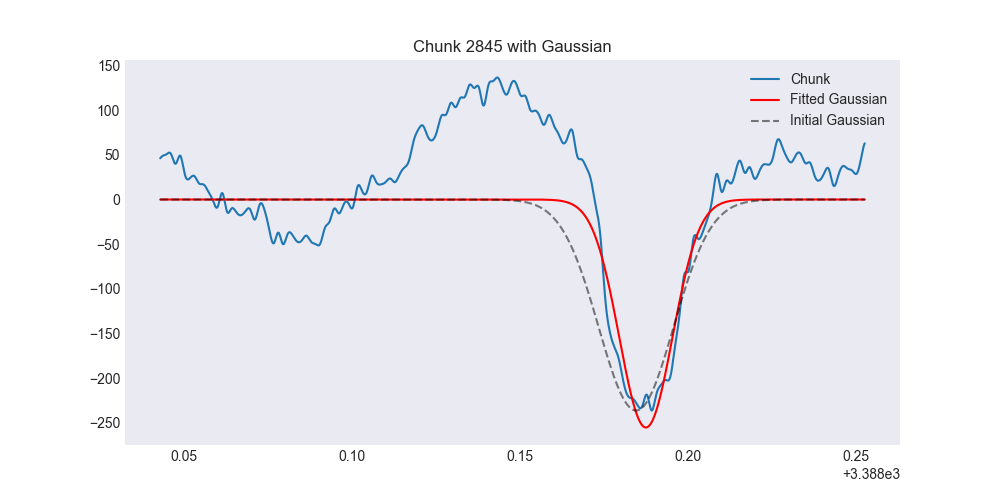 Chunk 2845 with Gaussian
Chunk
Fitted Gaussian
Initial Gaussian
150
100
50
0
−50
−100
−150
−200
−250
0.05 0.10 0.15 0.20 0.25
+3.388e3